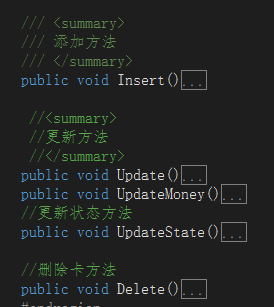 /// <summary>
/// 添加方法
/// </summary>
public void Insert()...
//<summary>
//更新方法
//</summary>
public void Update()...
public void UpdateMoney()...
//更新状态方法
public void UpdateState()...
//删除卡方法
public void Delete()...
#endregion